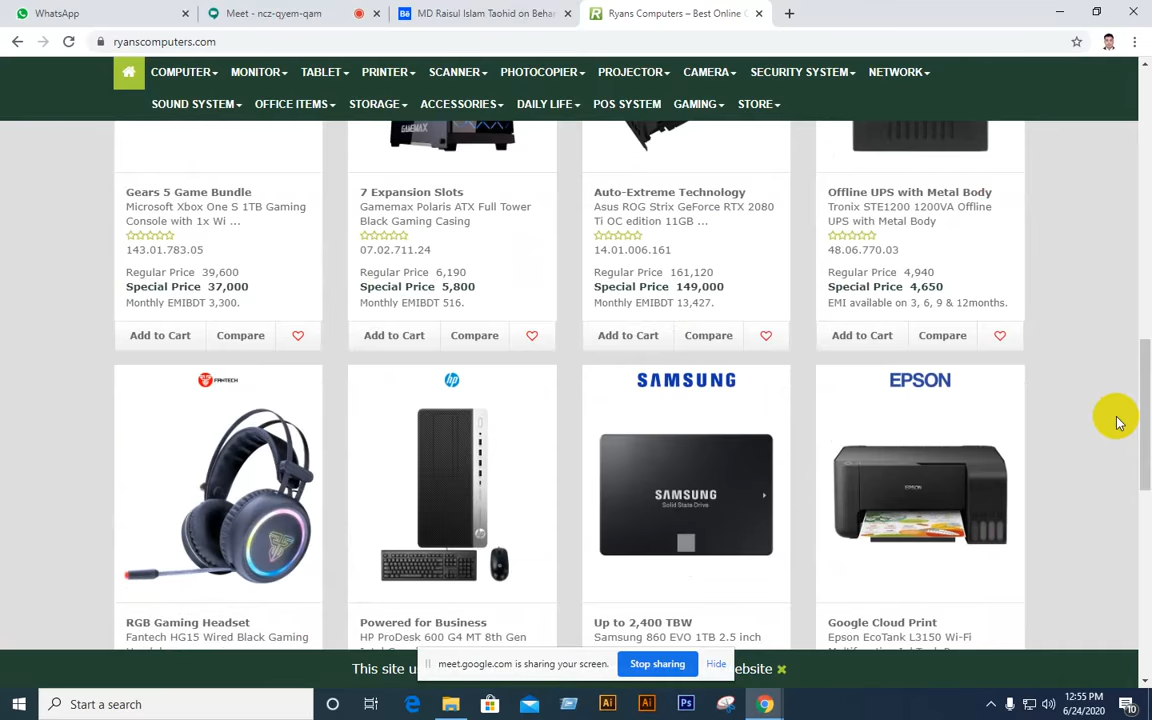 WhatsApp
Meet - ncz-qyem-qam
MD Raisul Islam Taohid on Behan
Ryans Computers – Best Online C
ryanscomputers.com
COMPUTER MONITOR TABLET PRINTER SCANNER PHOTOCOPIER PROJECTOR CAMERA SECURITY SYSTEM NETWORK
SOUND SYSTEM OFFICE ITEMS STORAGE ACCESSORIES DAILY LIFE POS SYSTEM GAMING STORE
GAMEMAX
Gears 5 Game Bundle
Microsoft Xbox One S 1TB Gaming
Console with 1x Wi ...
143.01.783.05
Regular Price 39,600
Special Price 37,000
Monthly EMIBDT 3,300.
Add to Cart Compare
7 Expansion Slots
Gamemax Polaris ATX Full Tower
Black Gaming Casing
07.02.711.24
Regular Price 6,190
Special Price 5,800
Monthly EMIBDT 516.
Add to Cart Compare
Auto-Extreme Technology
Asus ROG Strix GeForce RTX 2080
Ti OC edition 11GB ...
14.01.006.161
Regular Price 161,120
Special Price 149,000
Monthly EMIBDT 13,427.
Add to Cart Compare
Offline UPS with Metal Body
Tronix STE1200 1200VA Offline
UPS with Metal Body
48.06.770.03
Regular Price 4,940
Special Price 4,650
EMI available on 3, 6, 9 & 12months.
Add to Cart Compare
FANTECH
RGB Gaming Headset
Fantech HG15 Wired Black Gaming
hp
Powered for Business
HP ProDesk 600 G4 MT 8th Gen
SAMSUNG
SAMSUNG
Solid State Drive
Up to 2,400 TBW
Samsung 860 EVO 1TB 2.5 inch
EPSON
EPSON
Google Cloud Print
Epson EcoTank L3150 Wi-Fi
This site u
meet.google.com is sharing your screen. Stop sharing Hide
ebsite
Start a search
12:55 PM
6/24/2020
10